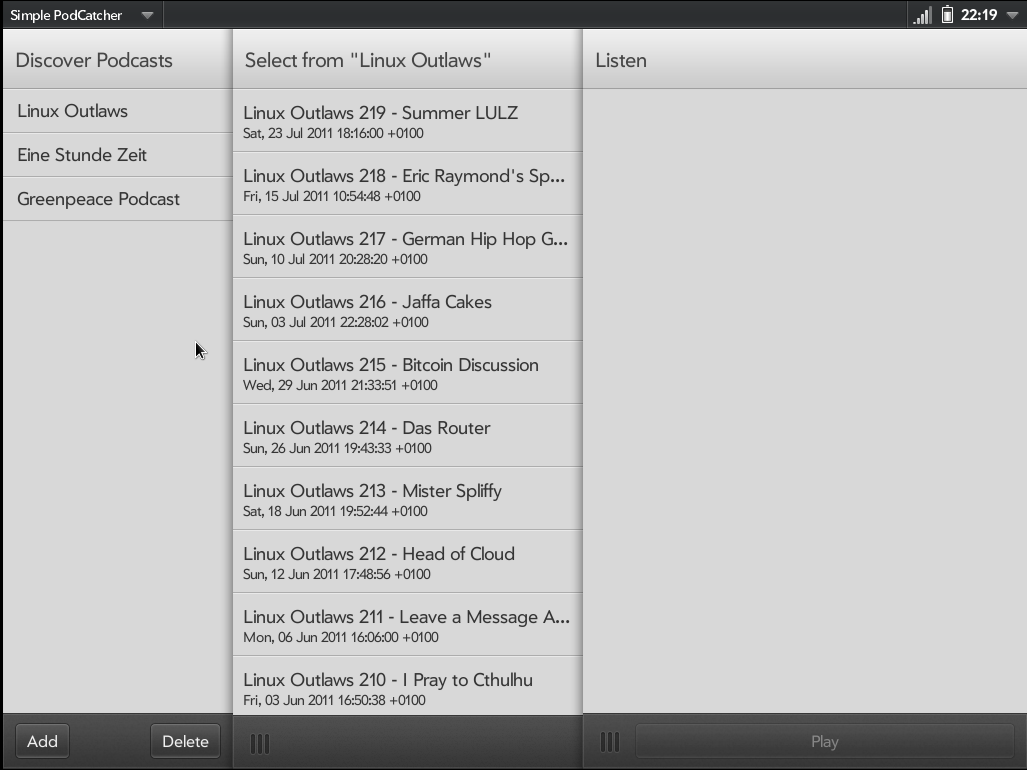 Simple PodCatcher
22:19
Discover Podcasts
Linux Outlaws
Eine Stunde Zeit
Greenpeace Podcast
Add
Delete
Select from "Linux Outlaws"
Linux Outlaws 219 - Summer LULZ
Sat, 23 Jul 2011 18:16:00 +0100
Linux Outlaws 218 - Eric Raymond's Sp...
Fri, 15 Jul 2011 10:54:48 +0100
Linux Outlaws 217 - German Hip Hop G...
Sun, 10 Jul 2011 20:28:20 +0100
Linux Outlaws 216 - Jaffa Cakes
Sun, 03 Jul 2011 22:28:02 +0100
Linux Outlaws 215 - Bitcoin Discussion
Wed, 29 Jun 2011 21:33:51 +0100
Linux Outlaws 214 - Das Router
Sun, 26 Jun 2011 19:43:33 +0100
Linux Outlaws 213 - Mister Spliffy
Sat, 18 Jun 2011 19:52:44 +0100
Linux Outlaws 212 - Head of Cloud
Sun, 12 Jun 2011 17:48:56 +0100
Linux Outlaws 211 - Leave a Message A...
Mon, 06 Jun 2011 16:06:00 +0100
Linux Outlaws 210 - I Pray to Cthulhu
Fri, 03 Jun 2011 16:50:38 +0100
Listen
Play